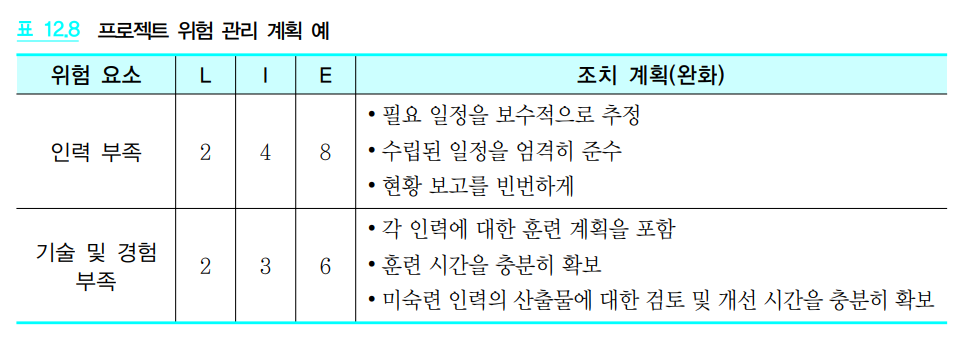 표 12.8 프로젝트 위험 관리 계획 예
위험 요소 L I E 조치 계획(완화)
인력 부족 2 4 8
• 필요 일정을 보수적으로 추정
• 수립된 일정을 엄격히 준수
• 현황 보고를 빈번하게
기술 및 경험
부족
2 3 6
• 각 인력에 대한 훈련 계획을 포함
• 훈련 시간을 충분히 확보
• 미숙련 인력의 산출물에 대한 검토 및 개선 시간을 충분히 확보